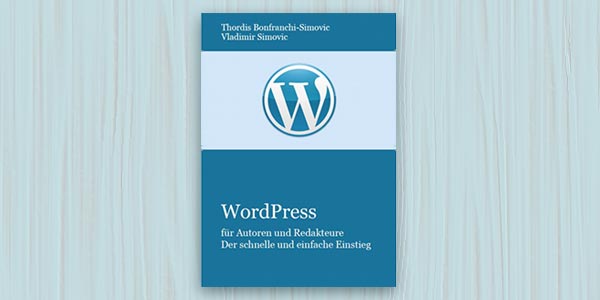 Thordis Bonfranchi-Simovic
Vladimir Simovic
W
WordPress
für Autoren und Redakteure
Der schnelle und einfache Einstieg